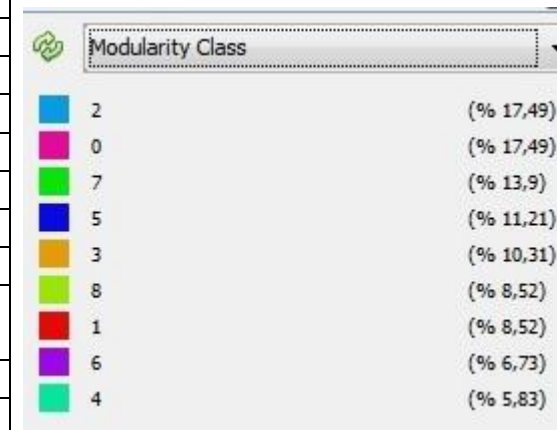 Modularity Class
2 (% 17,49)
0 (% 17,49)
7 (% 13,9)
5 (% 11,21)
3 (% 10,31)
8 (% 8,52)
1 (% 8,52)
6 (% 6,73)
4 (% 5,83)